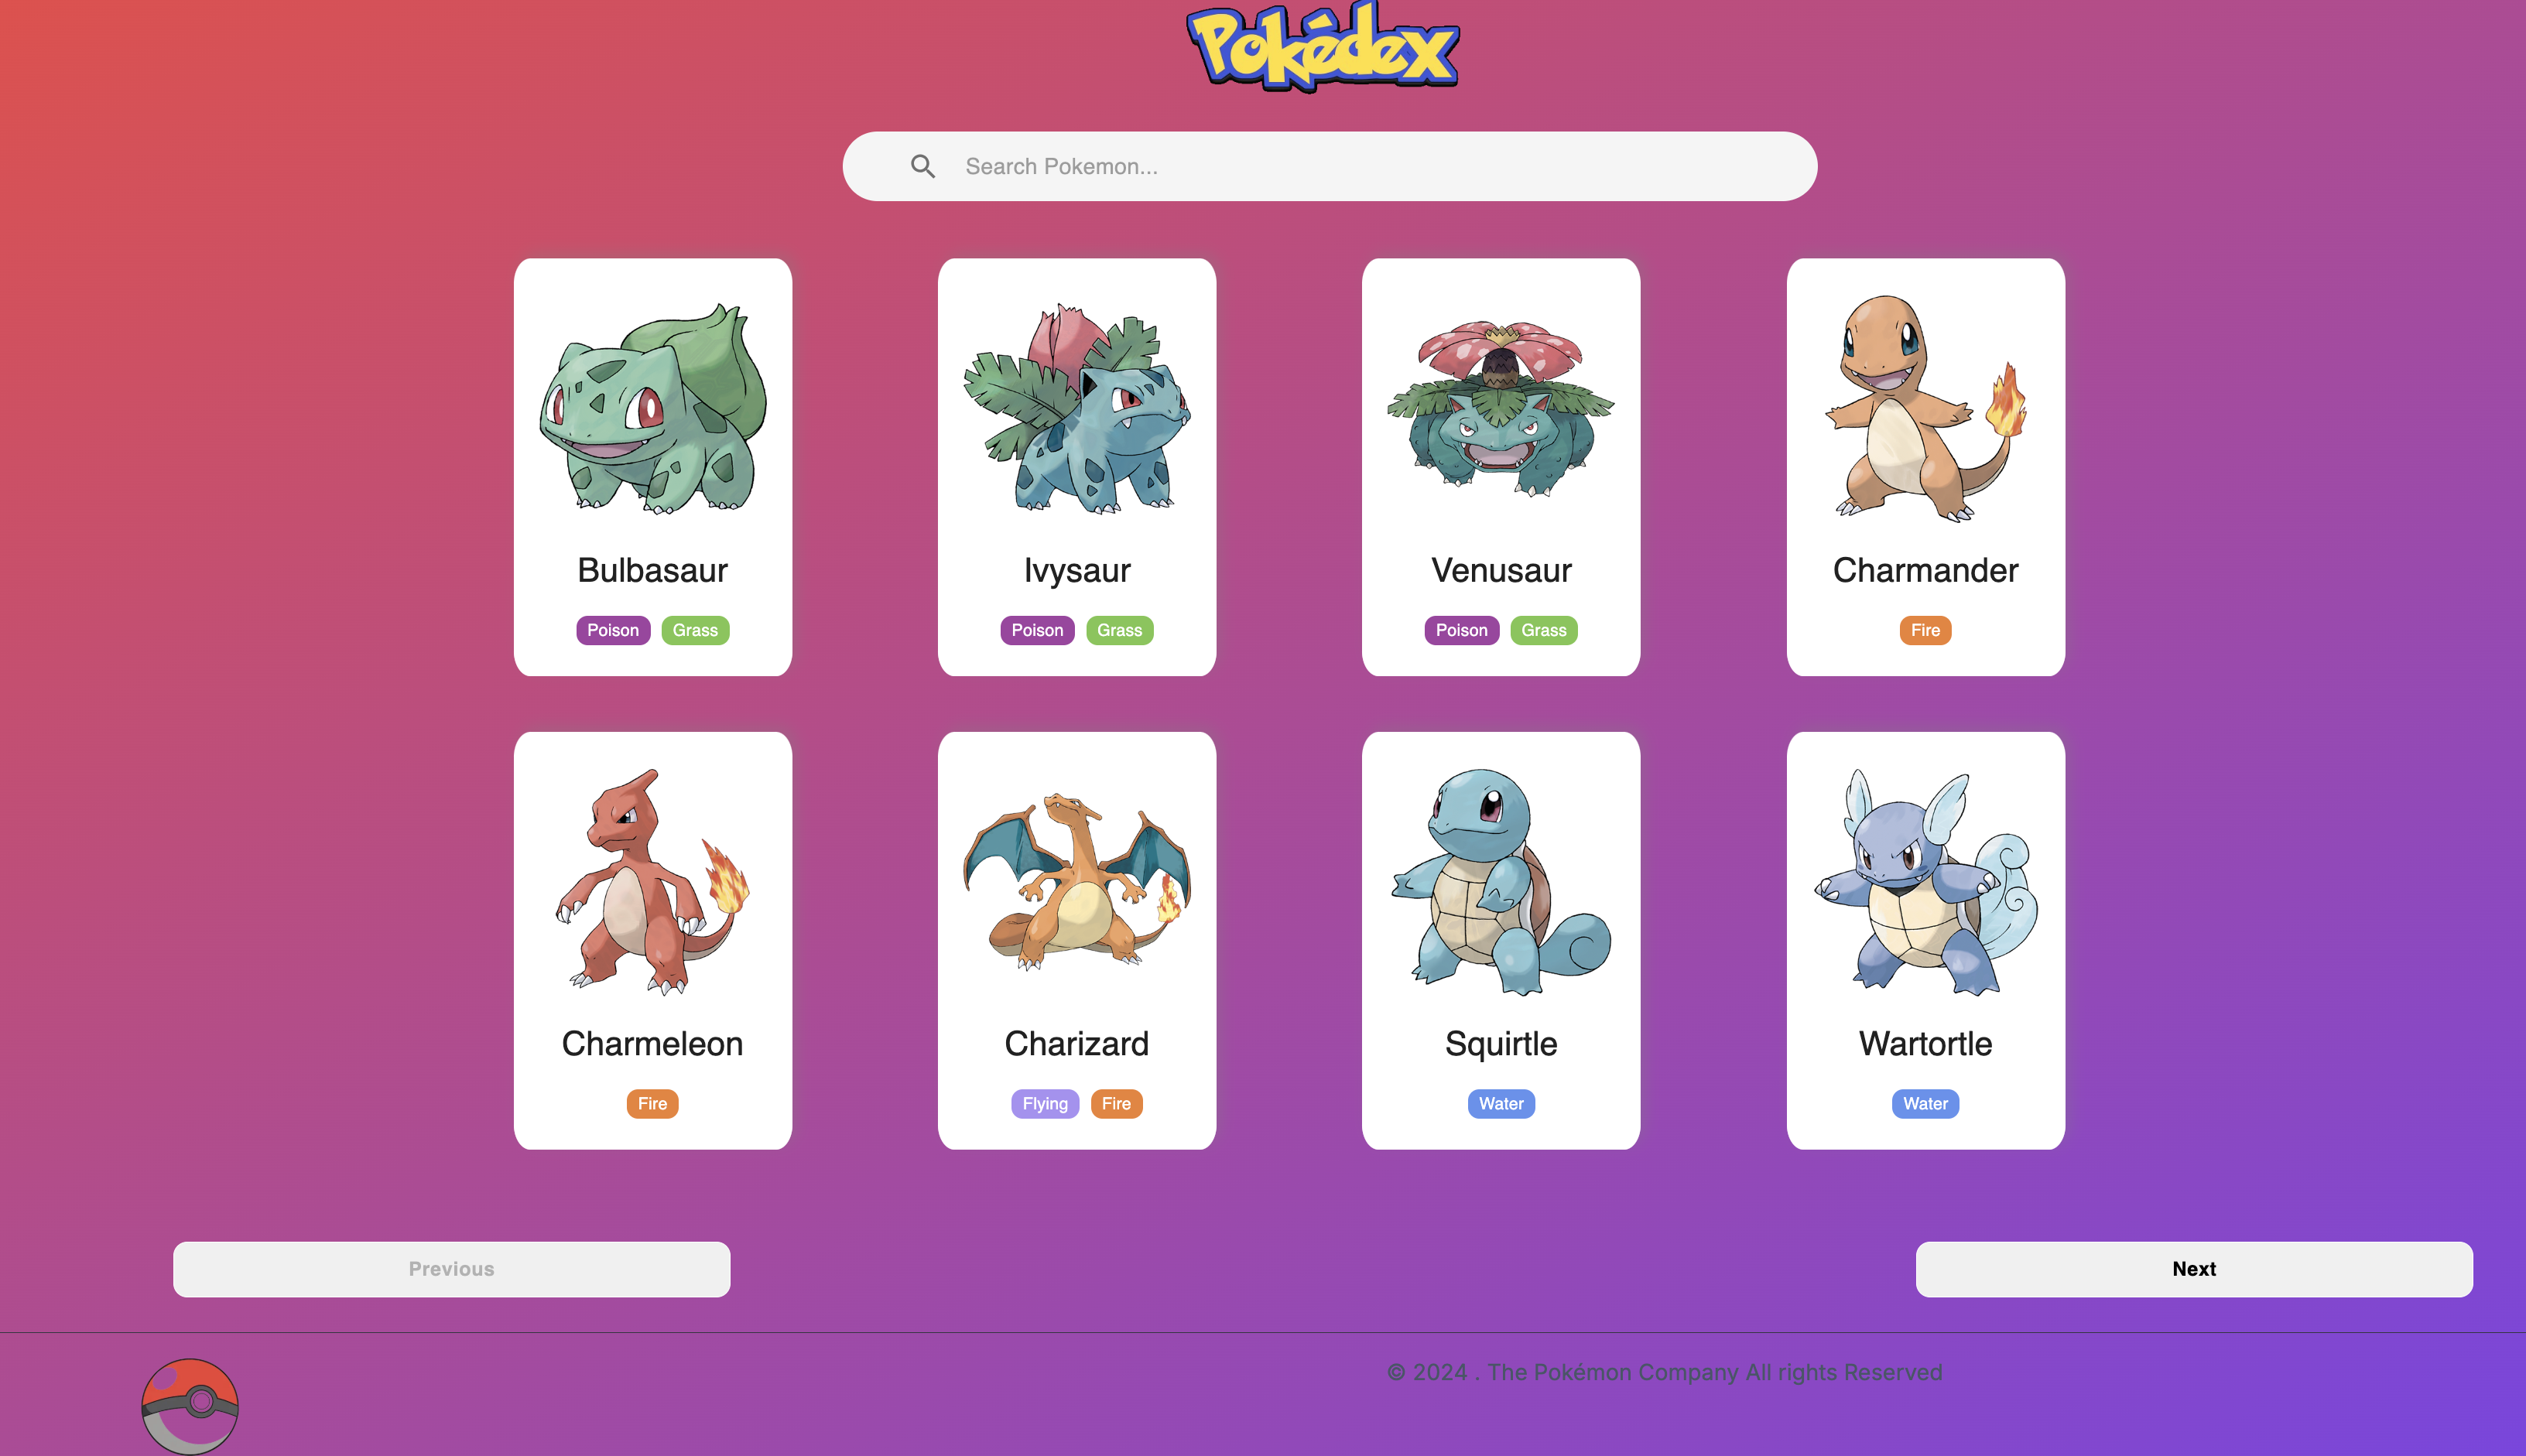 Pokédex
Search Pokemon...
Bulbasaur
Poison Grass
Ivysaur
Poison Grass
Venusaur
Poison Grass
Charmander
Fire
Charmeleon
Fire
Charizard
Flying Fire
Squirtle
Water
Wartortle
Water
Previous
Next
© 2024 . The Pokémon Company All rights Reserved